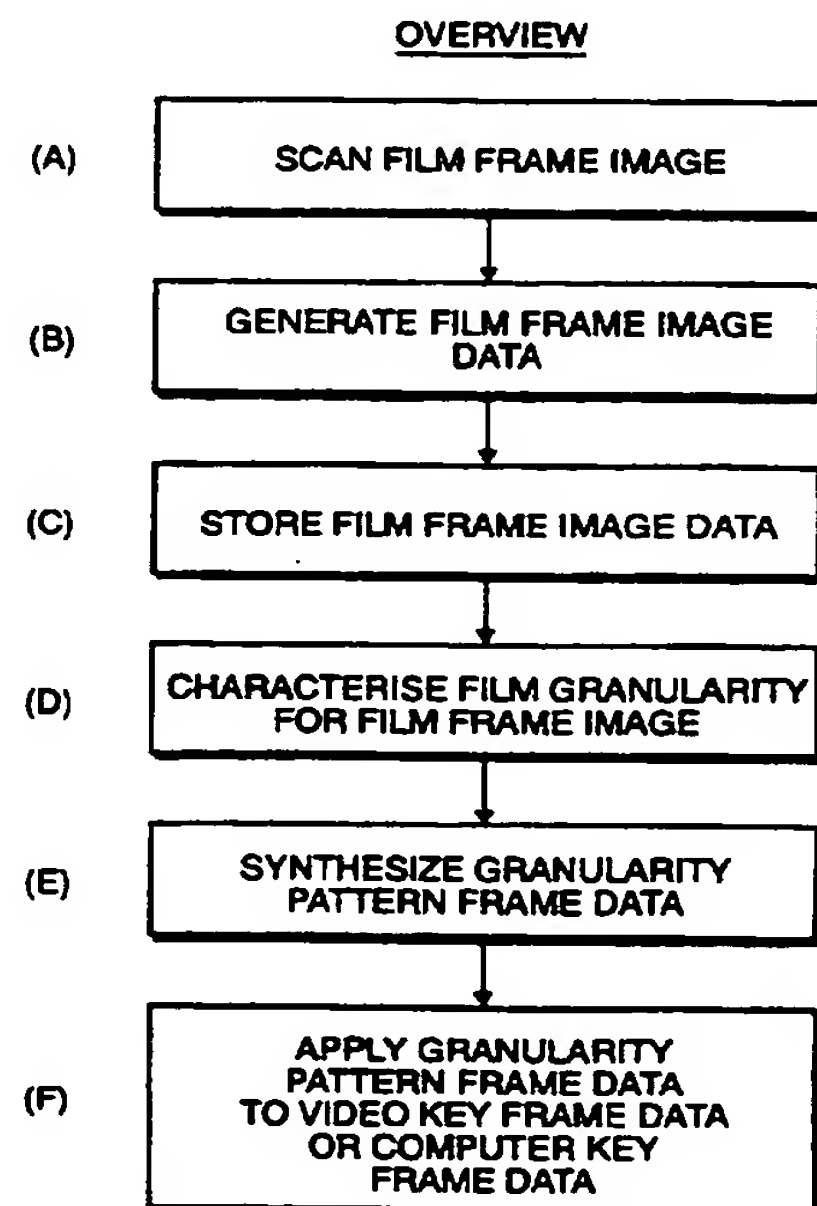 OVERVIEW
(A)
SCAN FILM FRAME IMAGE
(B)
GENERATE FILM FRAME IMAGE
DATA
(C)
STORE FILM FRAME IMAGE DATA
(D)
CHARACTERISE FILM GRANULARITY
FOR FILM FRAME IMAGE
(E)
SYNTHESIZE GRANULARITY
PATTERN FRAME DATA
(F)
APPLY GRANULARITY
PATTERN FRAME DATA
TO VIDEO KEY FRAME DATA
OR COMPUTER KEY
FRAME DATA